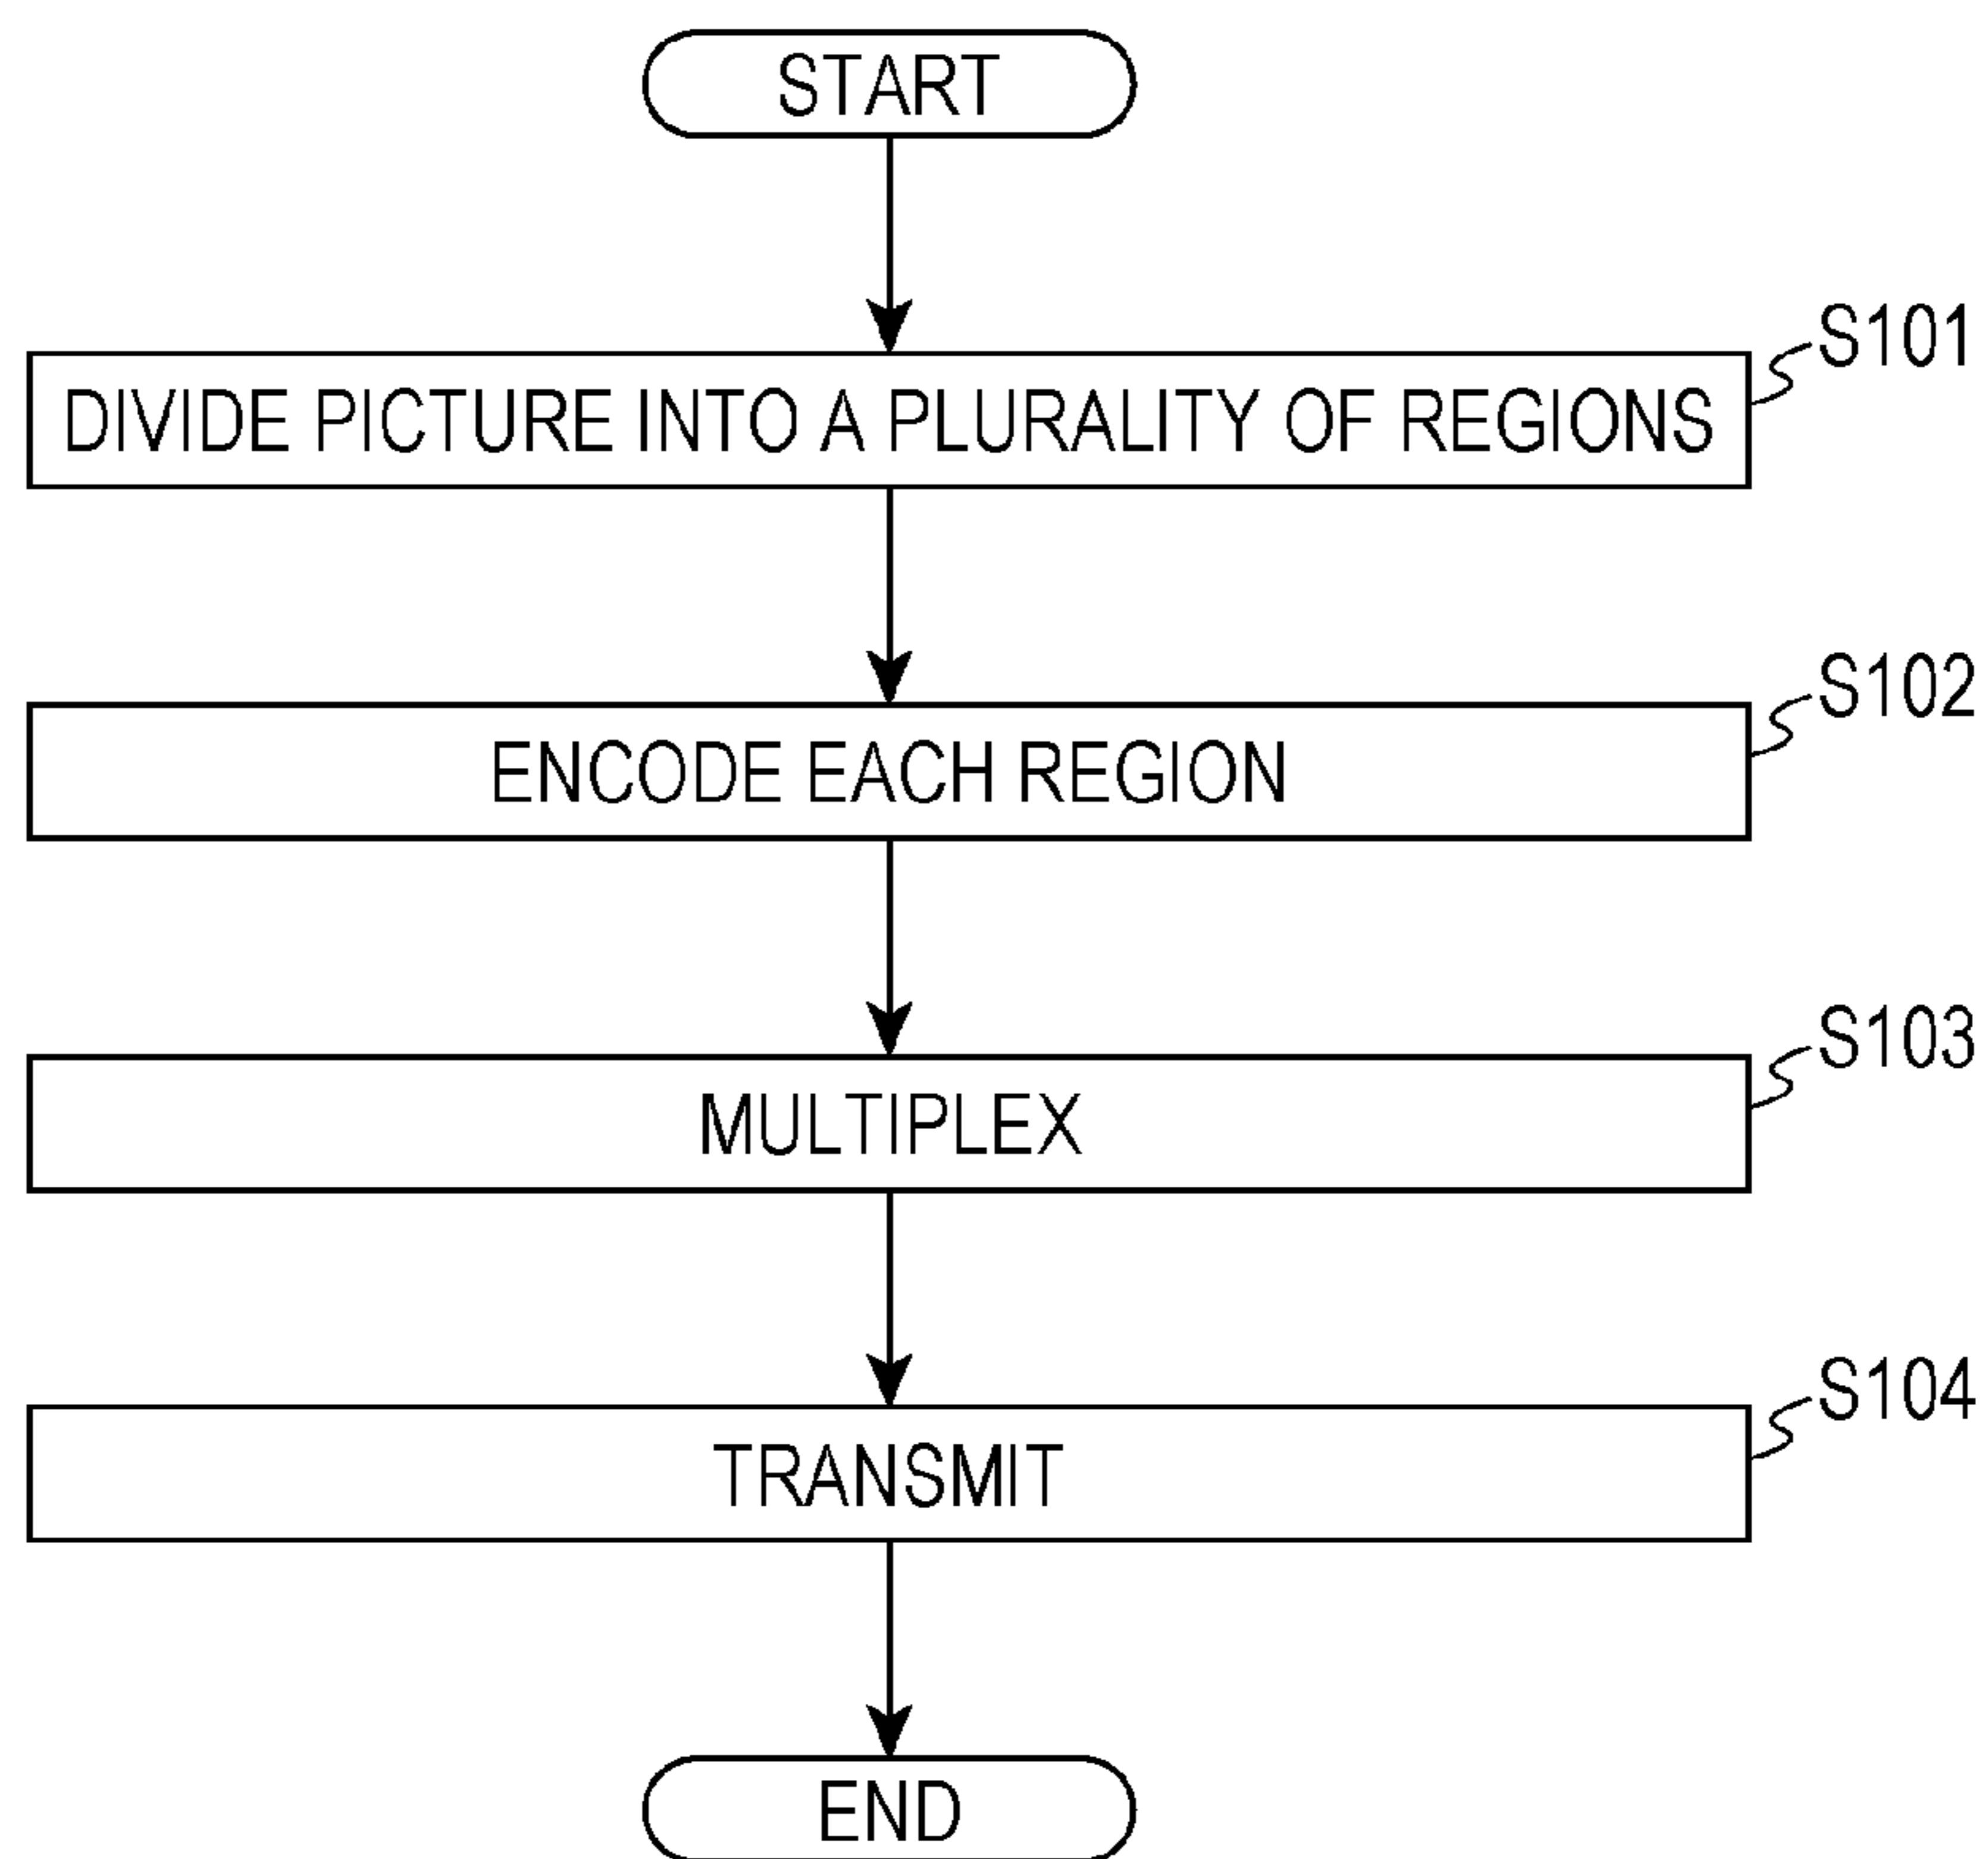 START
S101
DIVIDE PICTURE INTO A PLURALITY OF REGIONS
S102
ENCODE EACH REGION
S103
MULTIPLEX
S104
TRANSMIT
END